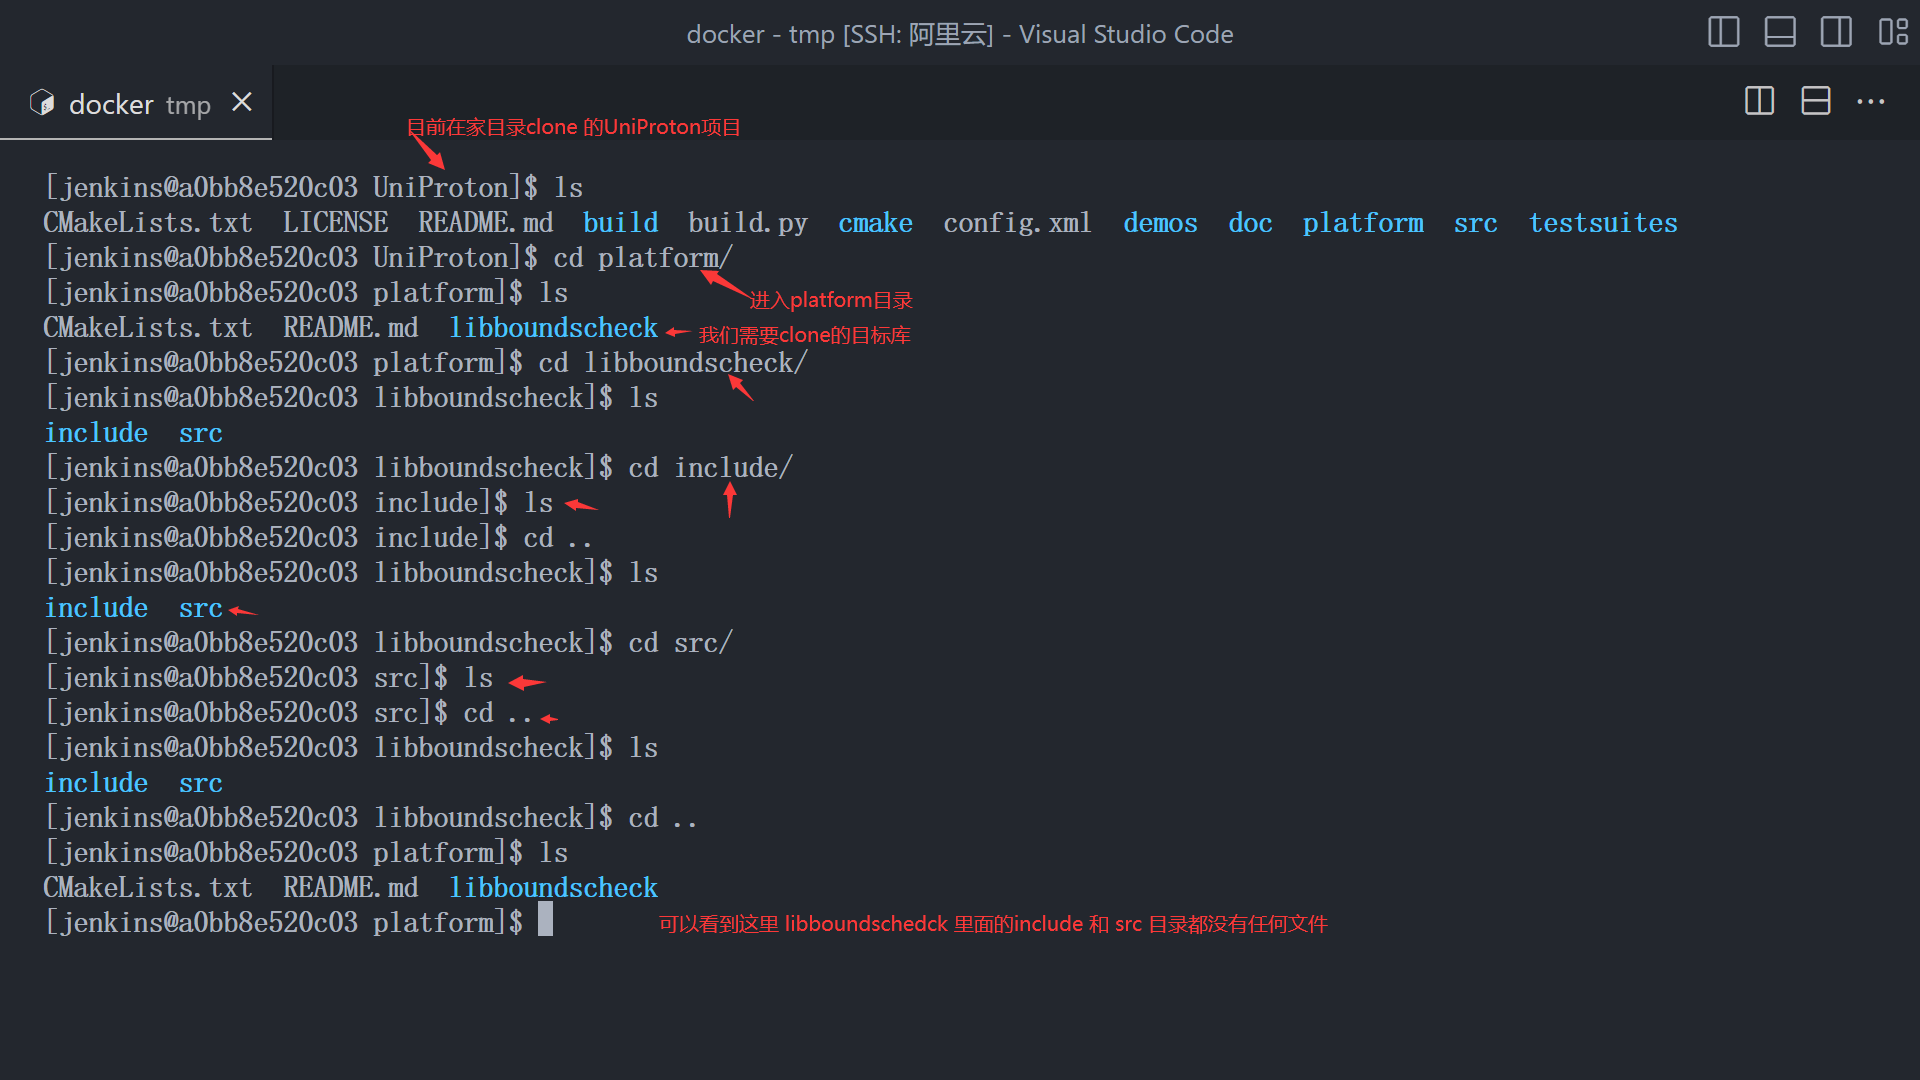 docker - tmp [SSH: 阿里云] - Visual Studio Code
docker tmp
目前在家目录clone 的UniProton项目
[jenkins@a0bb8e520c03 UniProton]$ ls
CMakeLists.txt LICENSE README.md build build.py cmake config.xml demos doc platform src testsuites
[jenkins@a0bb8e520c03 UniProton]$ cd platform/
[jenkins@a0bb8e520c03 platform]$ ls
进入platform目录
CMakeLists.txt README.md libboundscheck
我们需要clone的目标库
[jenkins@a0bb8e520c03 platform]$ cd libboundscheck/
[jenkins@a0bb8e520c03 libboundscheck]$ ls
include src
[jenkins@a0bb8e520c03 libboundscheck]$ cd include/
[jenkins@a0bb8e520c03 include]$ ls
[jenkins@a0bb8e520c03 include]$ cd ..
[jenkins@a0bb8e520c03 libboundscheck]$ ls
include src
[jenkins@a0bb8e520c03 libboundscheck]$ cd src/
[jenkins@a0bb8e520c03 src]$ ls
[jenkins@a0bb8e520c03 src]$ cd ..
[jenkins@a0bb8e520c03 libboundscheck]$ ls
include src
[jenkins@a0bb8e520c03 libboundscheck]$ cd ..
[jenkins@a0bb8e520c03 platform]$ ls
CMakeLists.txt README.md libboundscheck
[jenkins@a0bb8e520c03 platform]$
可以看到这里 libboundschedck 里面的include 和 src 目录都没有任何文件